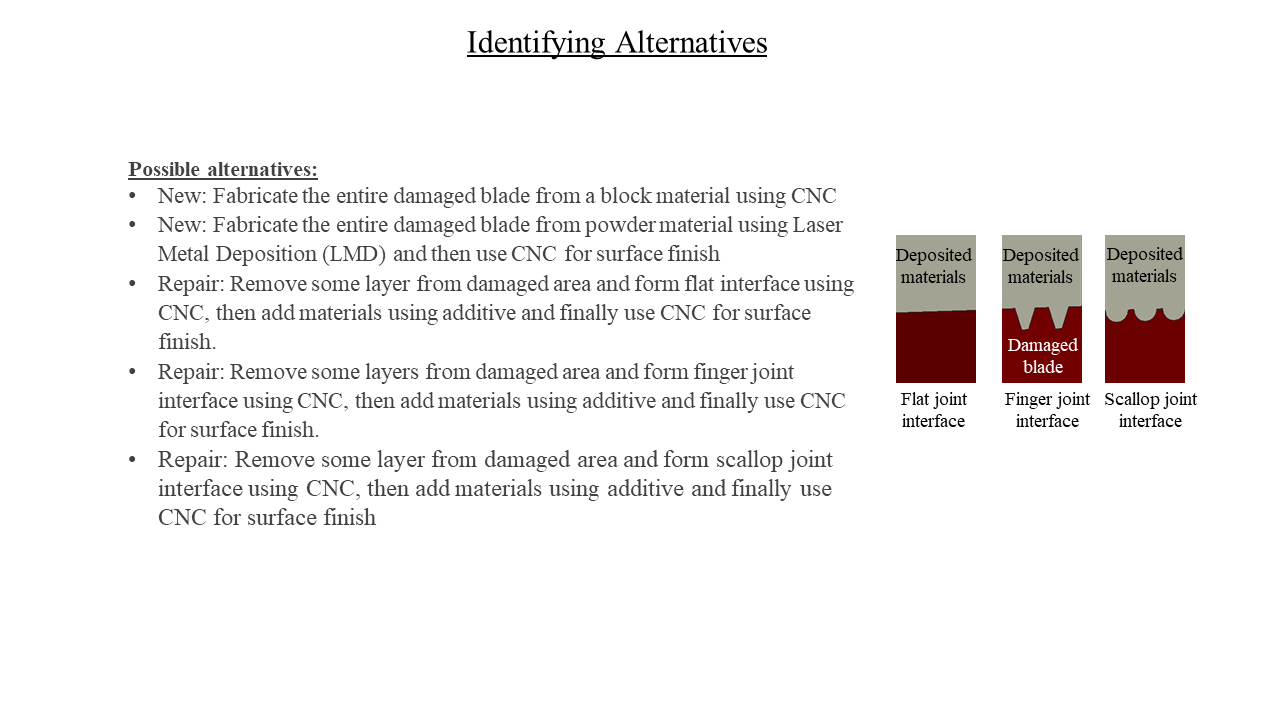 Identifying Alternatives
Possible alternatives:
• New: Fabricate the entire damaged blade from a block material using CNC
• New: Fabricate the entire damaged blade from powder material using Laser
Metal Deposition (LMD) and then use CNC for surface finish
• Repair: Remove some layer from damaged area and form flat interface using
CNC, then add materials using additive and finally use CNC for surface
finish.
• Repair: Remove some layers from damaged area and form finger joint
interface using CNC, then add materials using additive and finally use CNC
for surface finish.
• Repair: Remove some layer from damaged area and form scallop joint
interface using CNC, then add materials using additive and finally use
CNC for surface finish
Deposited
materials
Flat joint
interface
Deposited
materials
Damaged
blade
Finger joint
interface
Deposited
materials
Scallop joint
interface